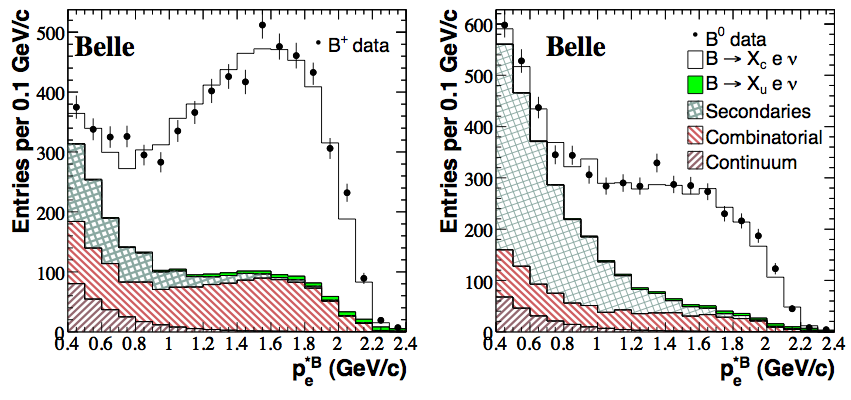 Entries per 0.1 GeV/c
500
400
300
200
100
0
Belle
B+ data
0.4 0.6 0.8 1 1.2 1.4 1.6 1.8 2 2.2 2.4
p_e^*B (GeV/c)
Entries per 0.1 GeV/c
600
500
400
300
200
100
0
Belle
B0 data
B → Xc e ν
B → Xu e ν
Secondaries
Combinatorial
Continuum
0.4 0.6 0.8 1 1.2 1.4 1.6 1.8 2 2.2 2.4
p_e^*B (GeV/c)